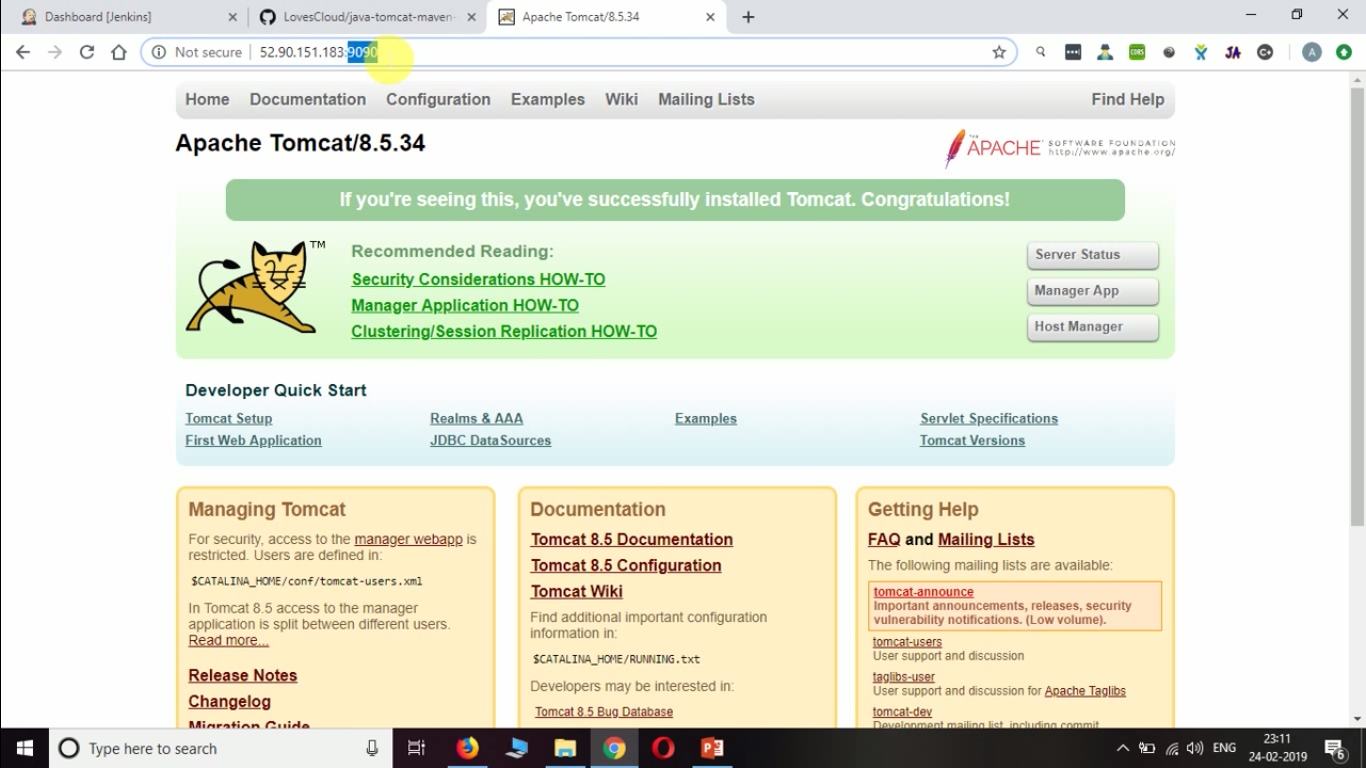 Dashboard [Jenkins]
LovesCloud/java-tomcat-maven-
Apache Tomcat/8.5.34
Not secure
52.90.151.183:9090
Home Documentation Configuration Examples Wiki Mailing Lists Find Help
Apache Tomcat/8.5.34
THE APACHE SOFTWARE FOUNDATION
http://www.apache.org/
If you're seeing this, you've successfully installed Tomcat. Congratulations!
TM
Recommended Reading:
Security Considerations HOW-TO
Manager Application HOW-TO
Clustering/Session Replication HOW-TO
Server Status
Manager App
Host Manager
Developer Quick Start
Tomcat Setup
First Web Application
Realms & AAA
JDBC DataSources
Examples
Servlet Specifications
Tomcat Versions
Managing Tomcat
For security, access to the manager webapp is
restricted. Users are defined in:
$CATALINA_HOME/conf/tomcat-users.xml
In Tomcat 8.5 access to the manager
application is split between different users.
Read more...
Release Notes
Changelog
Migration Guide
Documentation
Tomcat 8.5 Documentation
Tomcat 8.5 Configuration
Tomcat Wiki
Find additional important configuration
information in:
$CATALINA_HOME/RUNNING.txt
Developers may be interested in:
Tomcat 8.5 Bug Database
Getting Help
FAQ and Mailing Lists
The following mailing lists are available:
tomcat-announce
Important announcements, releases, security
vulnerability notifications. (Low volume).
tomcat-users
User support and discussion
taglibs-user
User support and discussion for Apache Taglibs
tomcat-dev
Development mailing list, including commit
Type here to search
ENG
23:11
24-02-2019
6